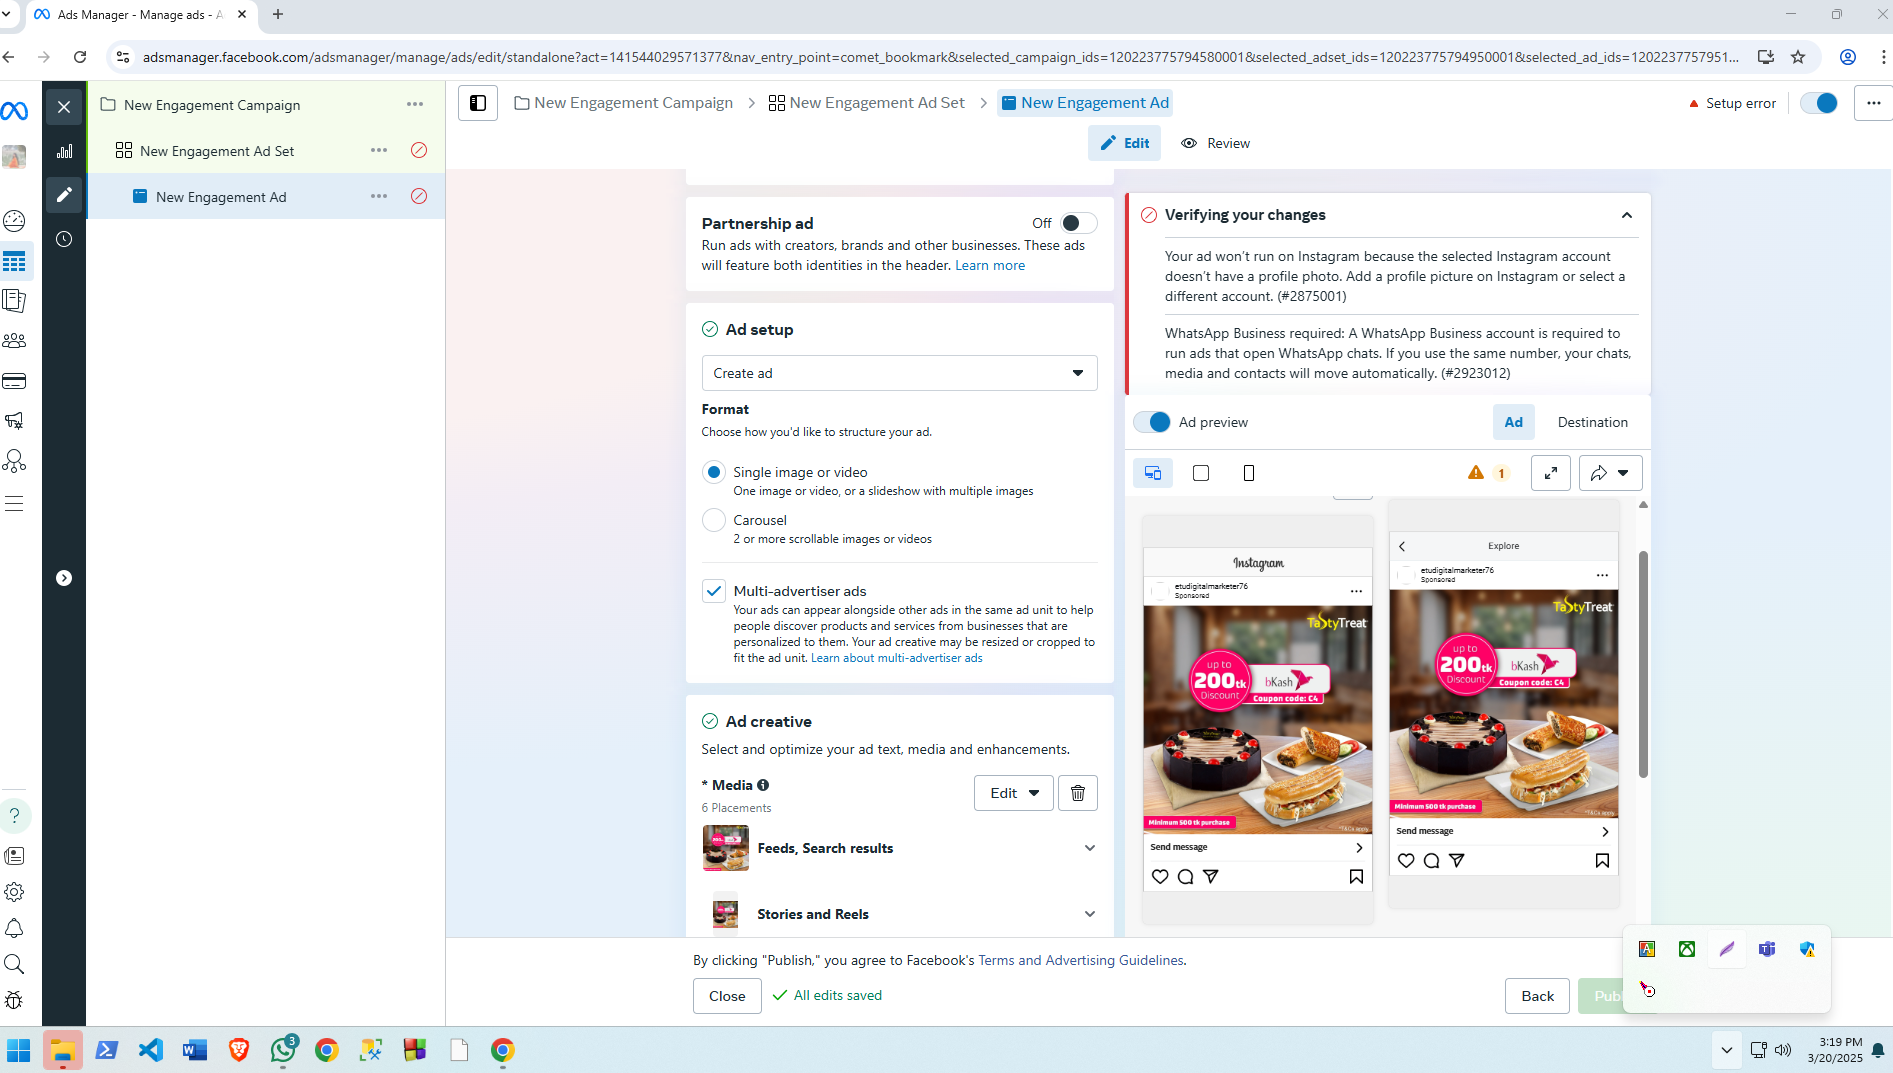 Ads Manager - Manage ads - A
adsmanager.facebook.com/adsmanager/manage/ads/edit/standalone?act=1415440295713778&nav_entry_point=comet_bookmark&selected_campaign_ids=120223775794580001&selected_adset_ids=120223775794950001&selected_ad_ids=1202237757951...
New Engagement Campaign
New Engagement Ad Set
New Engagement Ad
New Engagement Campaign
New Engagement Ad Set
New Engagement Ad
Setup error
Edit
Review
Partnership ad
Off
Run ads with creators, brands and other businesses. These ads
will feature both identities in the header. Learn more
Ad setup
Create ad
Format
Choose how you'd like to structure your ad.
Single image or video
One image or video, or a slideshow with multiple images
Carousel
2 or more scrollable images or videos
Multi-advertiser ads
Your ads can appear alongside other ads in the same ad unit to help
people discover products and services from businesses that are
personalized to them. Your ad creative may be resized or cropped to
fit the ad unit. Learn about multi-advertiser ads
Ad creative
Select and optimize your ad text, media and enhancements.
* Media
6 Placements
Edit
Feeds, Search results
Stories and Reels
Verifying your changes
Your ad won't run on Instagram because the selected Instagram account
doesn't have a profile photo. Add a profile picture on Instagram or select a
different account. (#2875001)
WhatsApp Business required: A WhatsApp Business account is required to
run ads that open WhatsApp chats. If you use the same number, your chats,
media and contacts will move automatically. (#2923012)
Ad preview
Ad
Destination
1
Instagram
etudigitalmarketer76
Sponsored
TastyTreat
up to
200tk
Discount
bKash
Coupon code: C4
Minimum 500 tk purchase
*T&Cs apply
Send message
Explore
etudigitalmarketer76
Sponsored
TastyTreat
up to
200tk
Discount
bKash
Coupon code: C4
Minimum 500 tk purchase
*T&Cs apply
Send message
By clicking "Publish," you agree to Facebook's Terms and Advertising Guidelines.
Close
All edits saved
Back
Pub
3
3:19 PM
3/20/2025